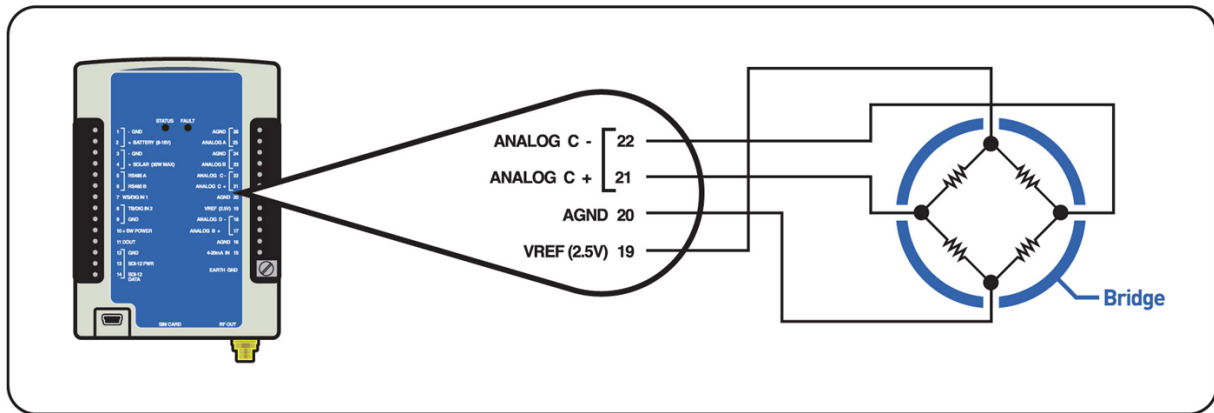 STATUS FAULT
1 - GND
2 + BATTERY (8-16V)
3 - GND
4 + SOLAR (30W MAX)
5 RS485 A
6 RS485 B
7 WS/DIG IN 1
8 TB/DIG IN 2
9 GND
10 + SW POWER
11 DOUT
12 GND
13 SDI-12 PWR
14 SDI-12 DATA
AGND 26
ANALOG A 25
AGND 24
ANALOG B 23
ANALOG C - 22
ANALOG C + 21
AGND 20
VREF (2.5V) 19
ANALOG D - 18
ANALOG B + 17
AGND 16
4-20mA IN 15
EARTH GND
SIM CARD RF OUT
ANALOG C - 22
ANALOG C + 21
AGND 20
VREF (2.5V) 19
Bridge